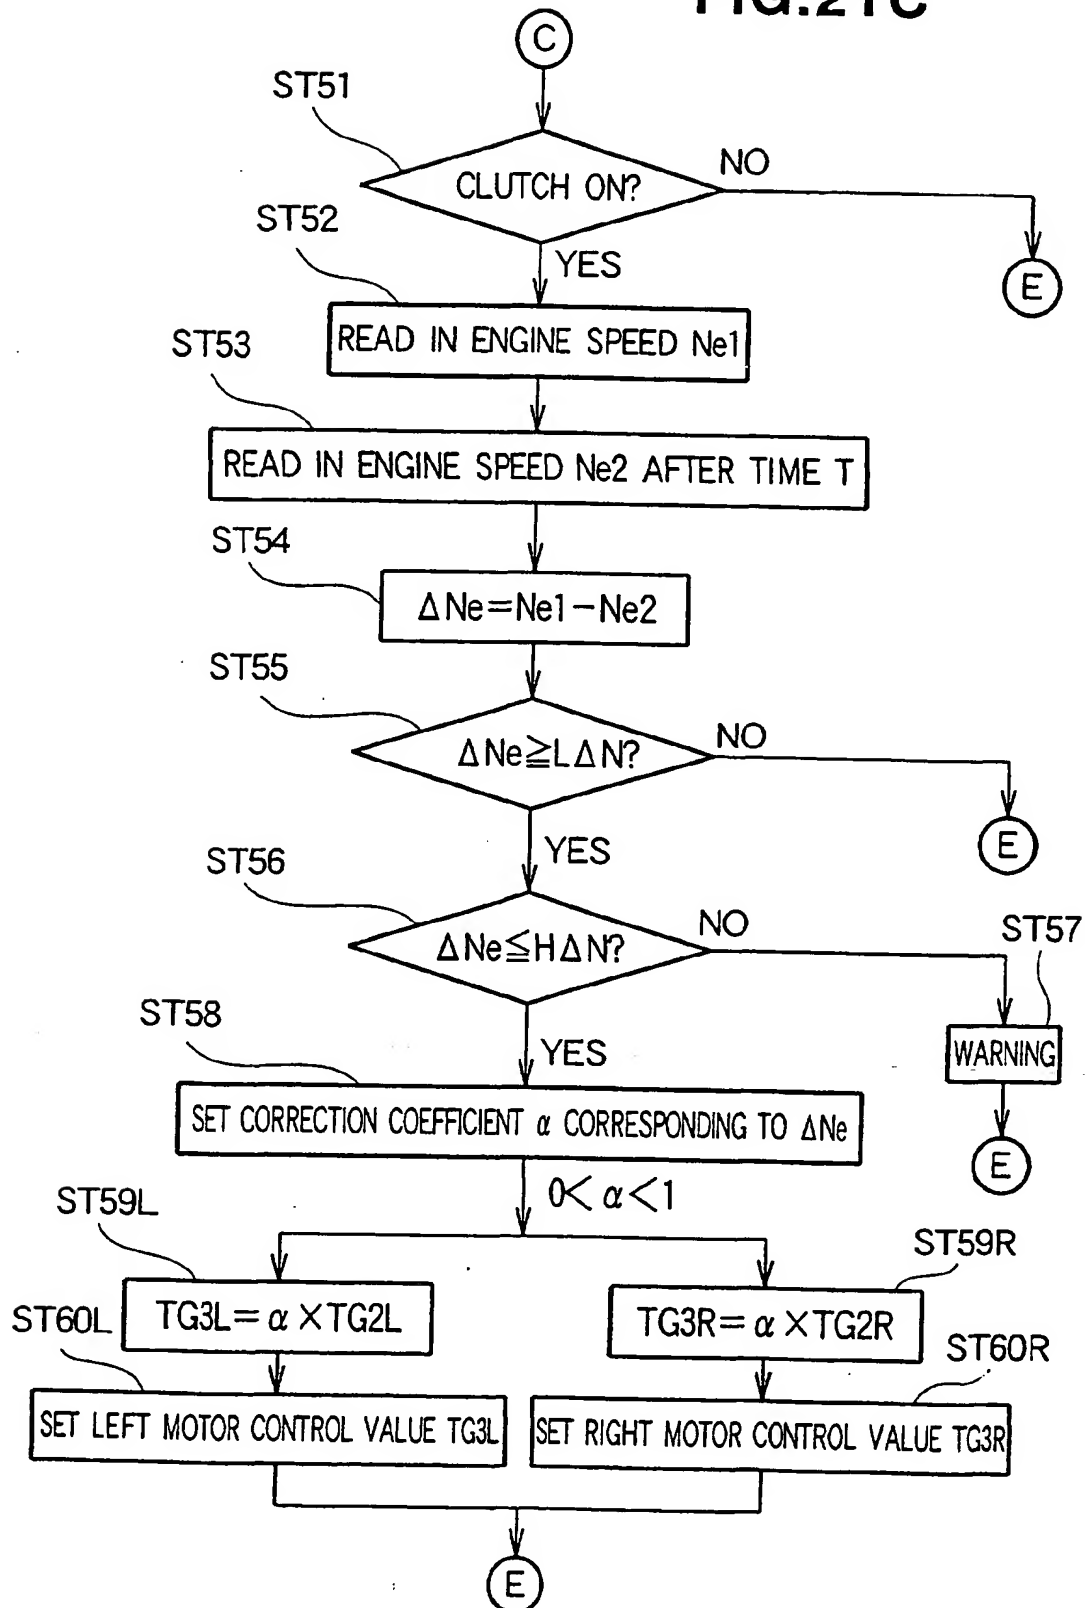 FIG.21C
C
ST51
CLUTCH ON?
NO
E
ST52
YES
READ IN ENGINE SPEED Ne1
ST53
READ IN ENGINE SPEED Ne2 AFTER TIME T
ST54
ΔNe=Ne1-Ne2
ST55
ΔNe≧LΔN?
NO
E
YES
ST56
ΔNe≦HΔN?
NO
ST57
WARNING
E
YES
ST58
SET CORRECTION COEFFICIENT α CORRESPONDING TO ΔNe
0<α<1
ST59L
TG3L=α×TG2L
ST59R
TG3R=α×TG2R
ST60L
SET LEFT MOTOR CONTROL VALUE TG3L
ST60R
SET RIGHT MOTOR CONTROL VALUE TG3R
E